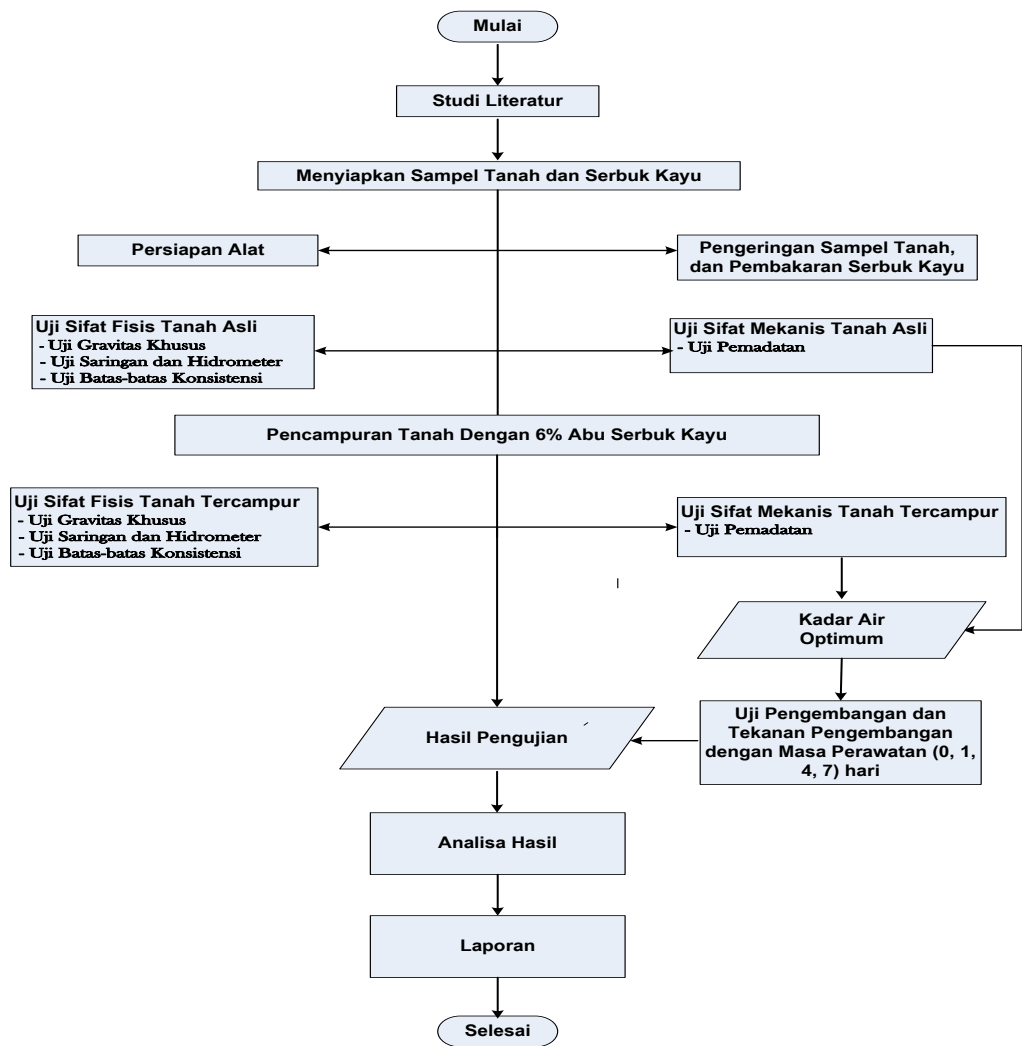 Mulai
Studi Literatur
Menyiapkan Sampel Tanah dan Serbuk Kayu
Persiapan Alat
Pengeringan Sampel Tanah,
dan Pembakaran Serbuk Kayu
Uji Sifat Fisis Tanah Asli
- Uji Gravitas Khusus
- Uji Saringan dan Hidrometer
- Uji Batas-batas Konsistensi
Uji Sifat Mekanis Tanah Asli
- Uji Pemadatan
Pencampuran Tanah Dengan 6% Abu Serbuk Kayu
Uji Sifat Fisis Tanah Tercampur
- Uji Gravitas Khusus
- Uji Saringan dan Hidrometer
- Uji Batas-batas Konsistensi
Uji Sifat Mekanis Tanah Tercampur
- Uji Pemadatan
Kadar Air
Optimum
Uji Pengembangan dan
Tekanan Pengembangan
dengan Masa Perawatan (0, 1,
4, 7) hari
Hasil Pengujian
Analisa Hasil
Laporan
Selesai